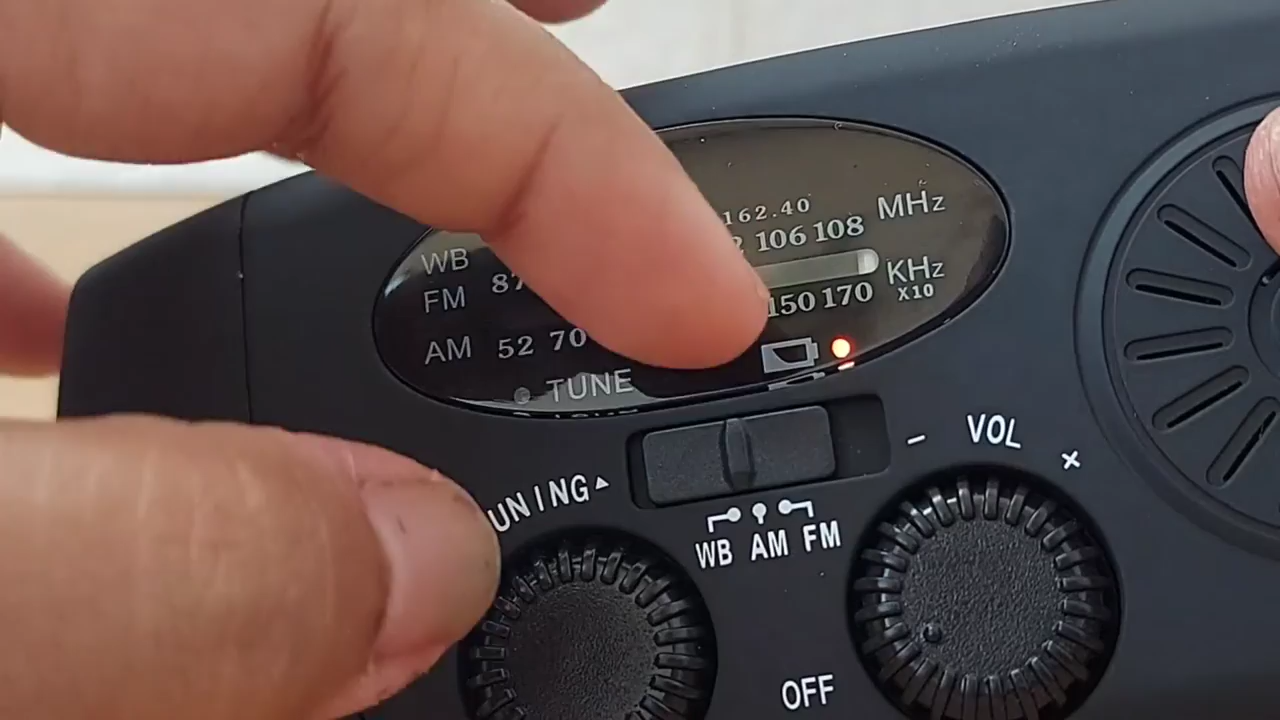 162.40 MHz
WB
106 108
FM
KHz
X10
150 170
AM 52 70
TUNE
VOL
- +
UNING
WB AM FM
OFF